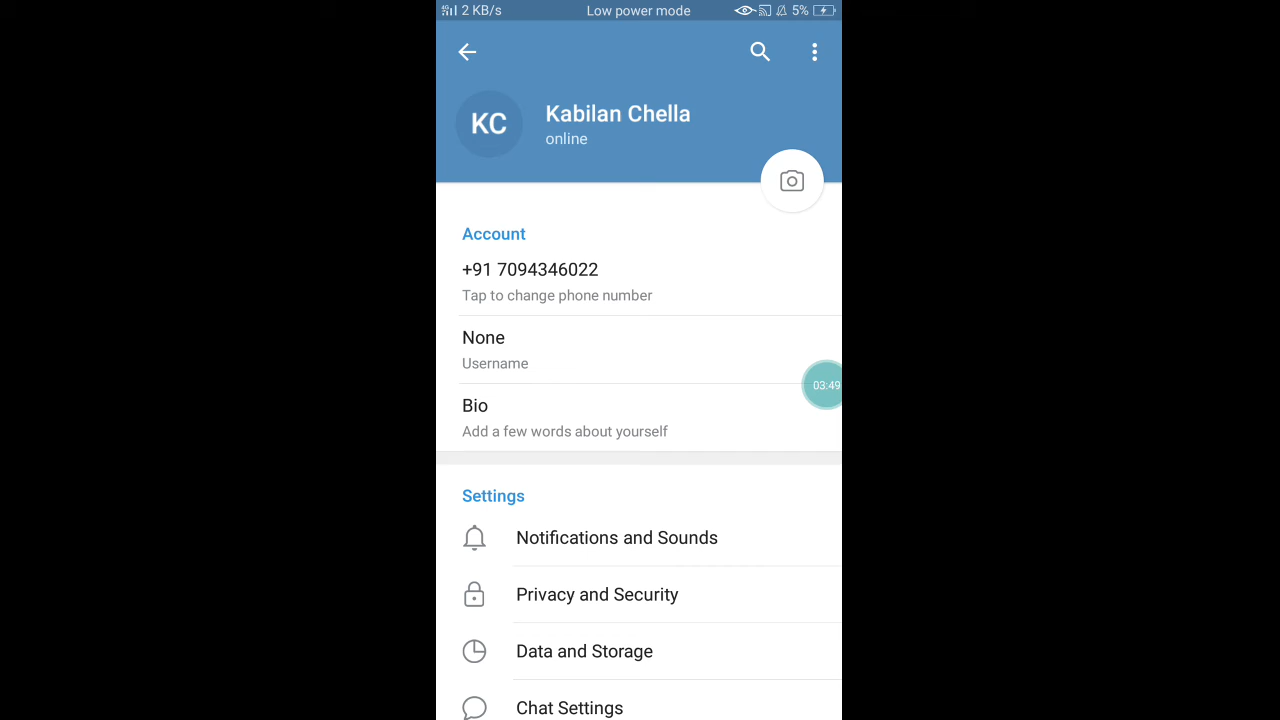 4G 2 KB/s Low power mode 5%
KC
Kabilan Chella
online
Account
+91 7094346022
Tap to change phone number
None
Username
03:49
Bio
Add a few words about yourself
Settings
Notifications and Sounds
Privacy and Security
Data and Storage
Chat Settings